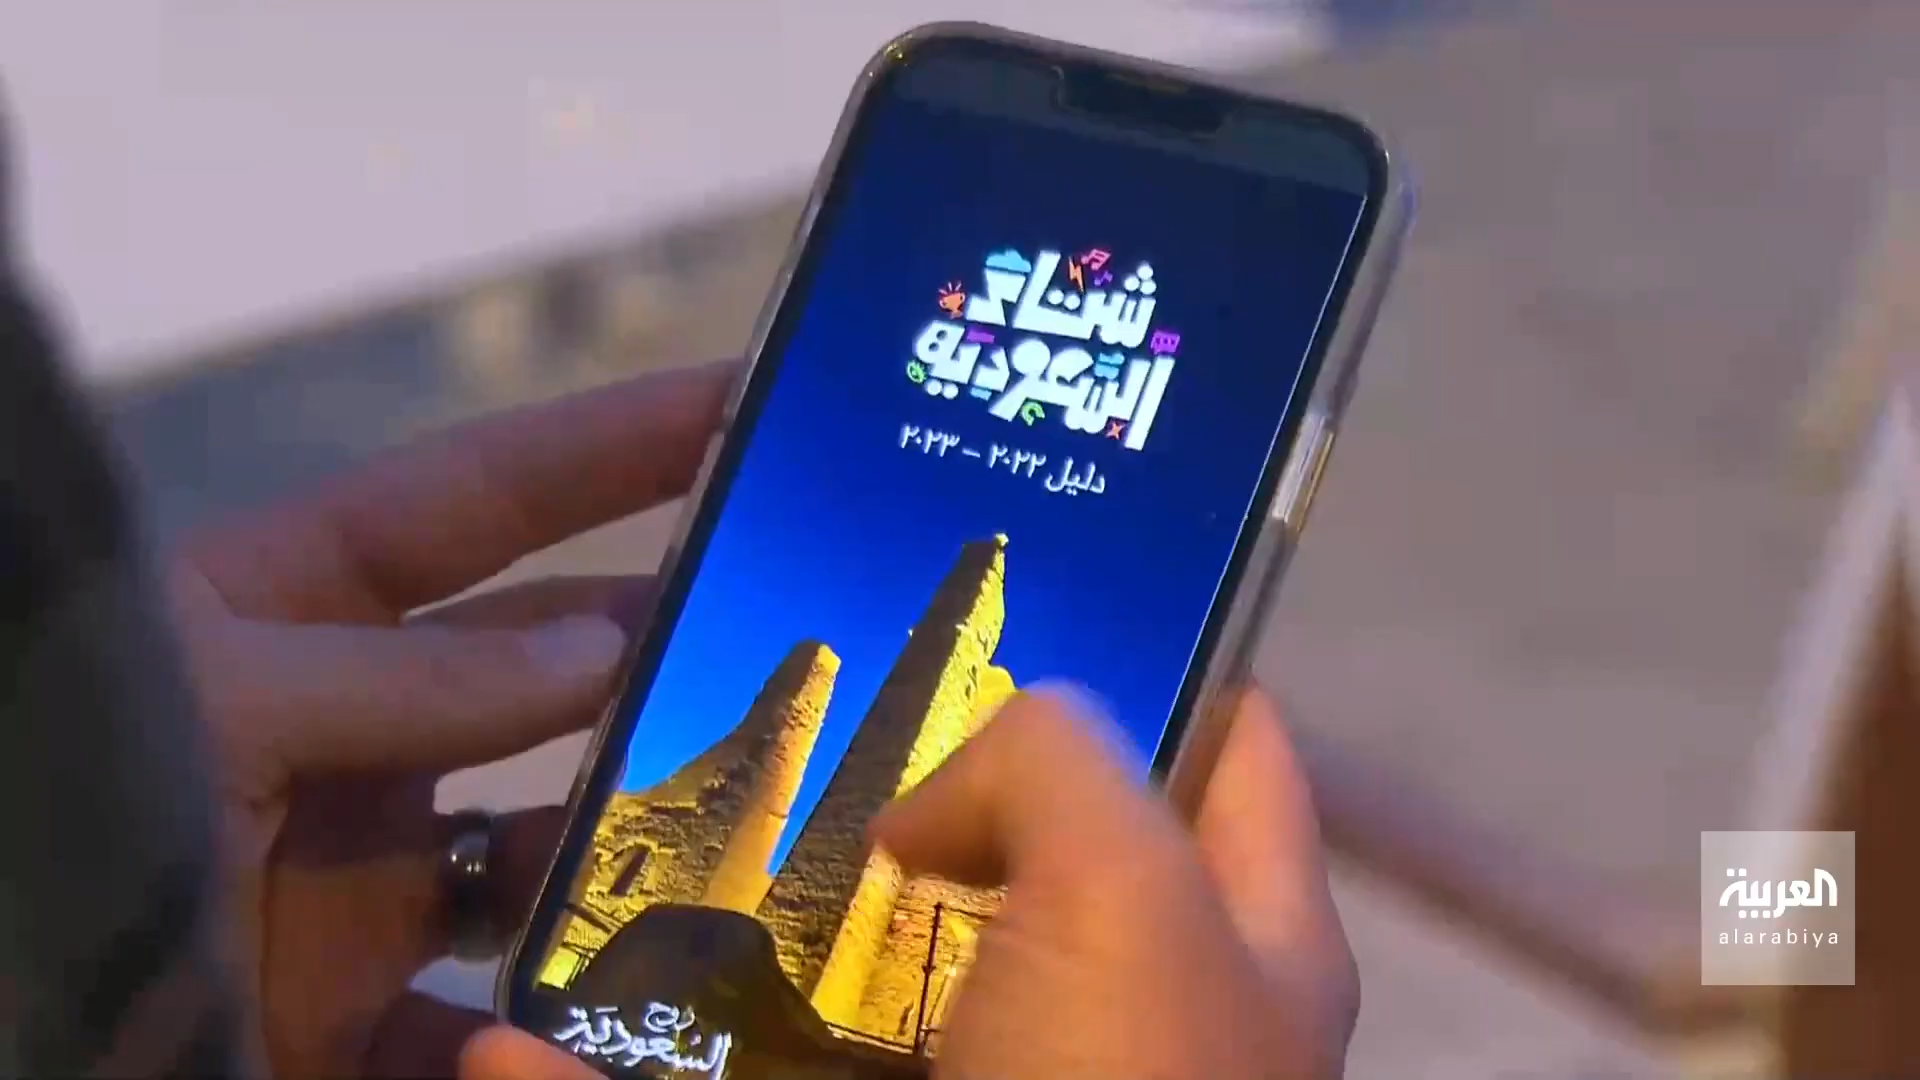 شتاء
السعودية
دليل ٢٠٢٢ – ٢٠٢٣
روح
السعودية
العربية
alarabiya